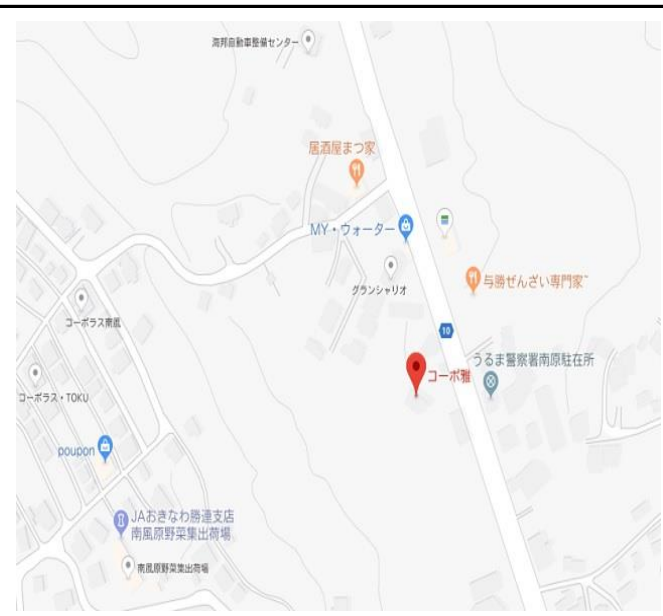 海邦自動車整備センター
居酒屋まつ家
MY・ウォーター
グランシャリオ
与勝ぜんざい専門家~
コーポラス南風
10
うるま警察署南原駐在所
コーポ雅
コーポラス・TOKU
poupon
JAおきなわ勝連支店
南風原野菜集出荷場
南風原野菜集出荷場